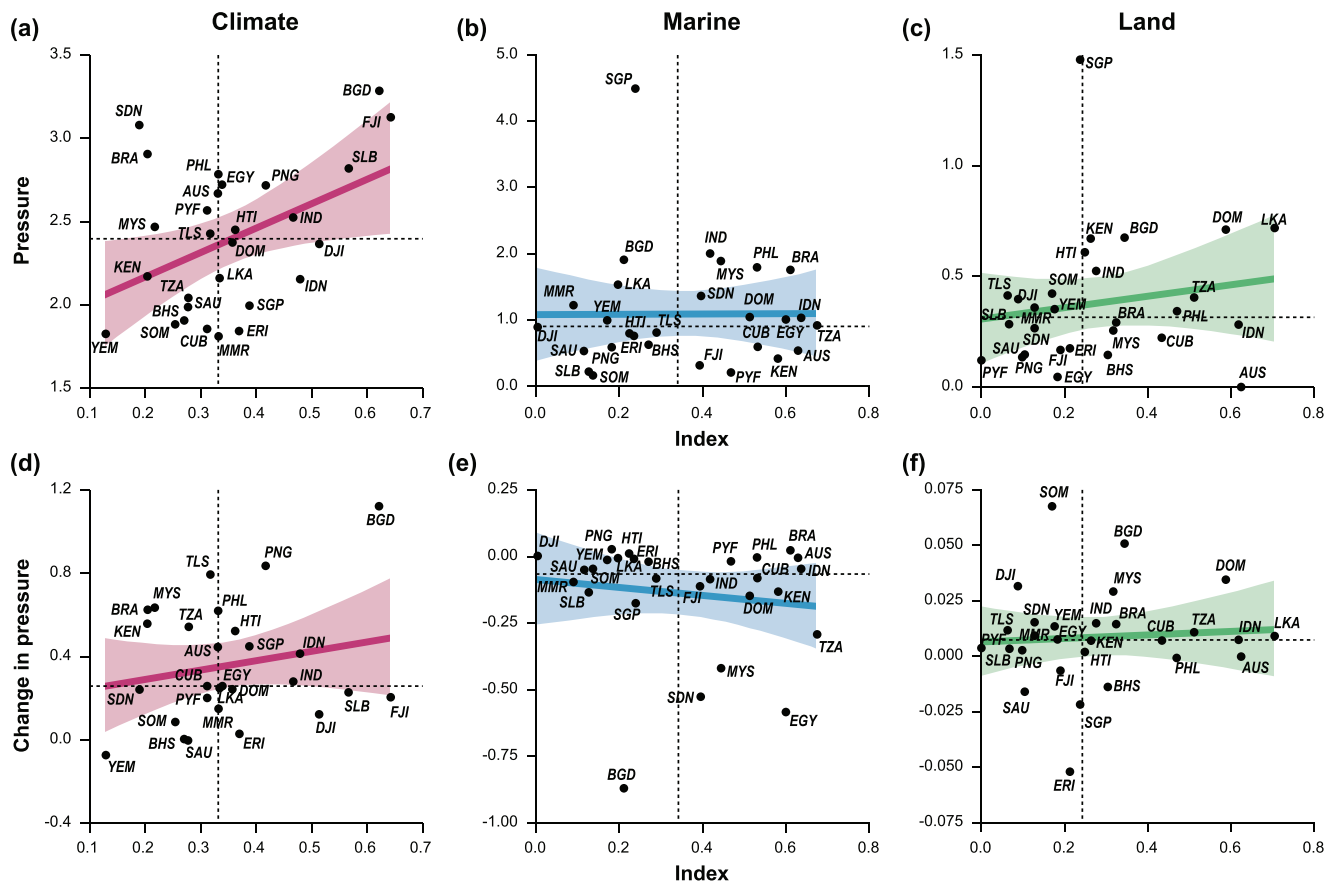 Climate
Marine
Land
(a)
(b)
(c)
Pressure
3.5
3.0
2.5
2.0
1.5
0.1 0.2 0.3 0.4 0.5 0.6 0.7
SDN
BRA
MYS
KEN
YEM
PHL
EGY
AUS
PYF
TLS
HTI
DOM
PNG
IND
DJI
IDN
SLB
BGD
FJI
LKA
TZA
SAU
BHS
SOM
CUB
MMR
ERI
SGP
5.0
4.0
3.0
2.0
1.0
0.0
0.0 0.2 0.4 0.6 0.8
Index
SGP
BGD
LKA
MMR
YEM
DJI
SAU
SLB
SOM
PNG
HTI
ERI
BHS
TLS
IND
MYS
SDN
PHL
BRA
DOM
IDN
CUB
EGY
AUS
FJI
PYF
KEN
1.5
1.0
0.5
0.0
0.0 0.2 0.4 0.6 0.8
SGP
KEN
BGD
HTI
IND
DOM
LKA
TLS
DJI
SOM
YEM
MMR
SLB
SDN
SAU
PYF
PNG
FJI
ERI
EGY
BRA
MYS
BHS
TZA
PHL
CUB
IDN
AUS
(d)
(e)
(f)
Change in pressure
1.2
0.8
0.4
0.0
-0.4
0.1 0.2 0.3 0.4 0.5 0.6 0.7
BGD
PNG
TLS
MYS
BRA
KEN
TZA
PHL
HTI
AUS
SGP
IDN
CUB
EGY
SDN
PYF
LKA
DOM
IND
SLB
FJI
MMR
SOM
BHS
SAU
ERI
DJI
YEM
0.25
0.00
-0.25
-0.50
-0.75
-1.00
0.0 0.2 0.4 0.6 0.8
Index
DJI
PNG
HTI
YEM
ERI
BHS
SAU
LKA
SOM
MMR
TLS
SLB
SGP
FJI
IND
PYF
PHL
BRA
AUS
CUB
IDN
DOM
KEN
TZA
MYS
SDN
EGY
BGD
0.075
0.050
0.025
0.000
-0.025
-0.050
-0.075
0.0 0.2 0.4 0.6 0.8
SOM
BGD
DJI
MYS
DOM
SDN
YEM
IND
BRA
TLS
MMR
EGY
KEN
CUB
TZA
IDN
LKA
PYF
SLB
PNG
HTI
PHL
AUS
FJI
BHS
SAU
SGP
ERI